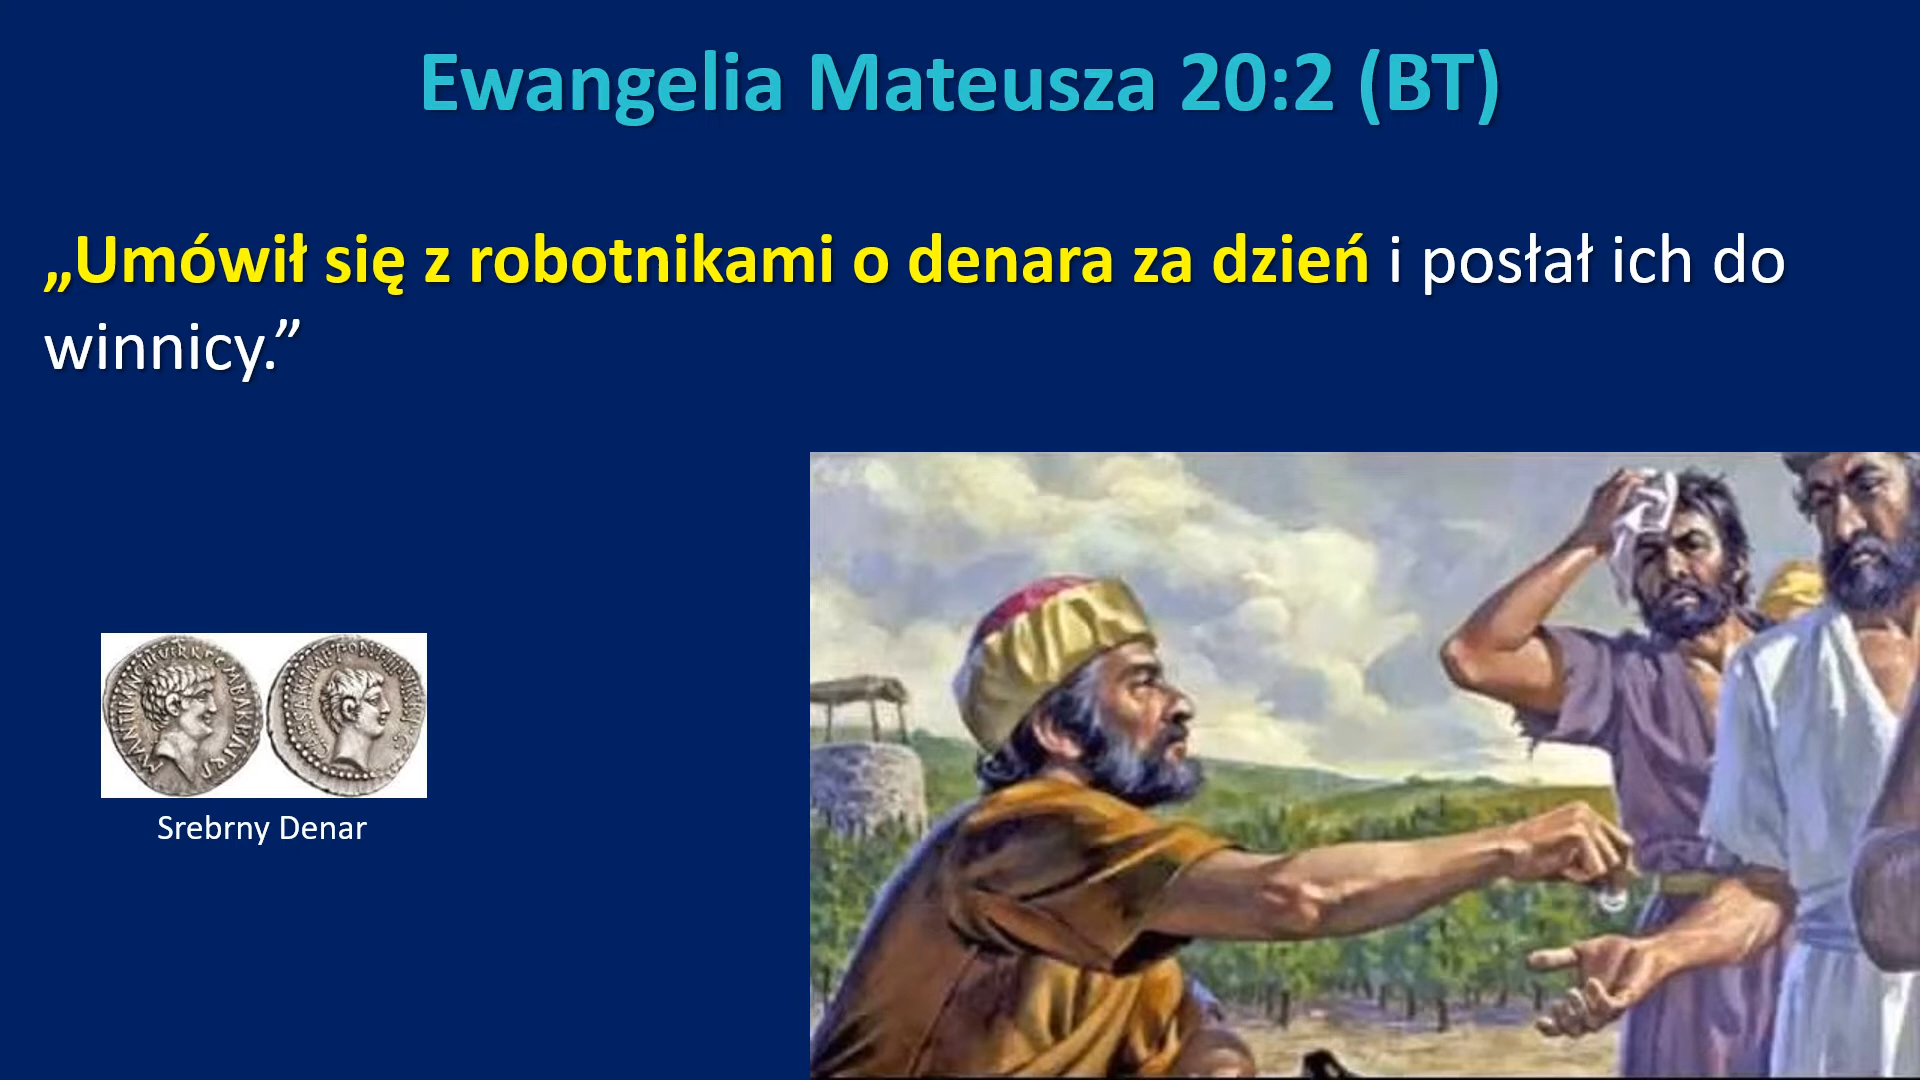 Ewangelia Mateusza 20:2 (BT)
„Umówił się z robotnikami o denara za dzień i posłał ich do
winnicy.”
Srebrny Denar